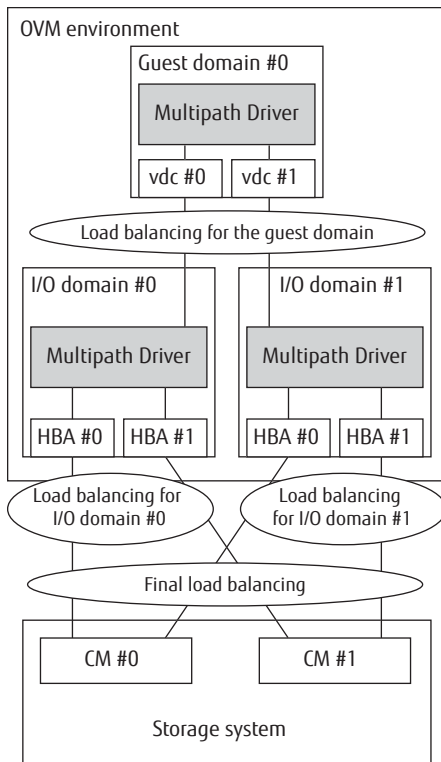 OVM environment
Guest domain #0
Multipath Driver
vdc #0
vdc #1
Load balancing for the guest domain
I/O domain #0
I/O domain #1
Multipath Driver
Multipath Driver
HBA #0
HBA #1
HBA #0
HBA #1
Load balancing for
I/O domain #0
Load balancing
for I/O domain #1
Final load balancing
CM #0
CM #1
Storage system